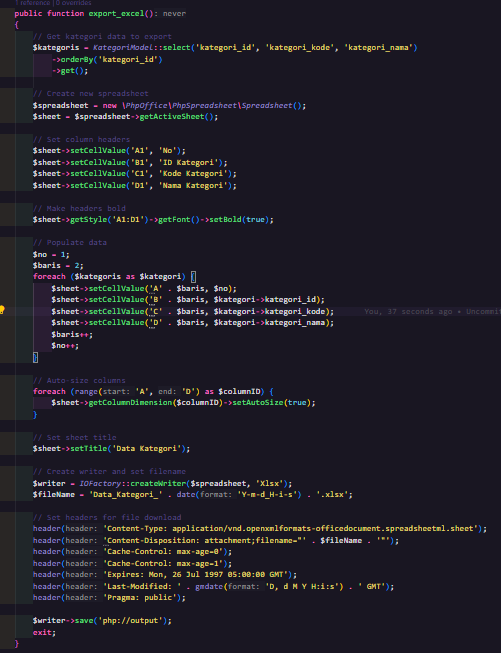 1 reference | 0 overrides
public function export_excel(): never
{
// Get kategori data to export
$kategoris = KategoriModel::select('kategori_id', 'kategori_kode', 'kategori_nama')
->orderBy('kategori_id')
->get();
// Create new spreadsheet
$spreadsheet = new \PhpOffice\PhpSpreadsheet\Spreadsheet();
$sheet = $spreadsheet->getActiveSheet();
// Set column headers
$sheet->setCellValue('A1', 'No');
$sheet->setCellValue('B1', 'ID Kategori');
$sheet->setCellValue('C1', 'Kode Kategori');
$sheet->setCellValue('D1', 'Nama Kategori');
// Make headers bold
$sheet->getStyle('A1:D1')->getFont()->setBold(true);
// Populate data
$no = 1;
$baris = 2;
foreach ($kategoris as $kategori) {
$sheet->setCellValue('A' . $baris, $no);
$sheet->setCellValue('B' . $baris, $kategori->kategori_id);
$sheet->setCellValue('C' . $baris, $kategori->kategori_kode); You, 37 seconds ago • Uncommit
$sheet->setCellValue('D' . $baris, $kategori->kategori_nama);
$baris++;
$no++;
}
// Auto-size columns
foreach (range(start: 'A', end: 'D') as $columnID) {
$sheet->getColumnDimension($columnID)->setAutoSize(true);
}
// Set sheet title
$sheet->setTitle('Data Kategori');
// Create writer and set filename
$writer = IOFactory::createWriter($spreadsheet, 'Xlsx');
$fileName = 'Data_Kategori_' . date(format: 'Y-m-d_H-i-s') . '.xlsx';
// Set headers for file download
header(header: 'Content-Type: application/vnd.openxmlformats-officedocument.spreadsheetml.sheet');
header(header: 'Content-Disposition: attachment;filename="' . $fileName . '"');
header(header: 'Cache-Control: max-age=0');
header(header: 'Cache-Control: max-age=1');
header(header: 'Expires: Mon, 26 Jul 1997 05:00:00 GMT');
header(header: 'Last-Modified: ' . gmdate(format: 'D, d M Y H:i:s') . ' GMT');
header(header: 'Pragma: public');
$writer->save('php://output');
exit;
}